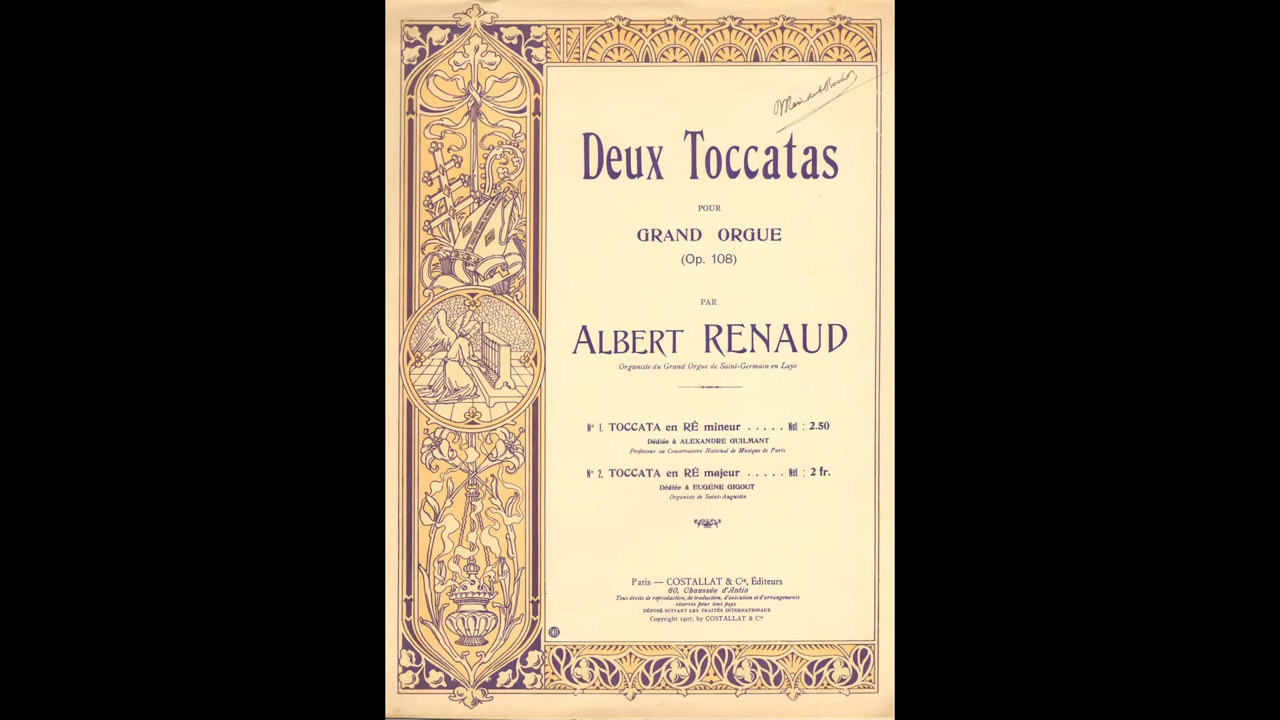 Deux Toccatas
POUR
GRAND ORGUE
(Op. 108)
PAR
ALBERT RENAUD
Organiste du Grand Orgue de Saint-Germain en Laye
Nº 1. TOCCATA en RÉ mineur . . . . . Net : 2.50
Dédiée à ALEXANDRE GUILMANT
Professeur au Conservatoire National de Musique de Paris
Nº 2. TOCCATA en RÉ majeur . . . . . Net : 2 fr.
Dédiée à EUGÈNE GIGOUT
Organiste de Saint-Augustin
Paris — COSTALLAT & Cie, Éditeurs
60, Chaussée d'Antin
Tous droits de reproduction, de traduction, d'exécution et d'arrangements
réservés pour tous pays
DÉPOSÉ SUIVANT LES TRAITÉS INTERNATIONAUX
Copyright 1907, by COSTALLAT & Cie